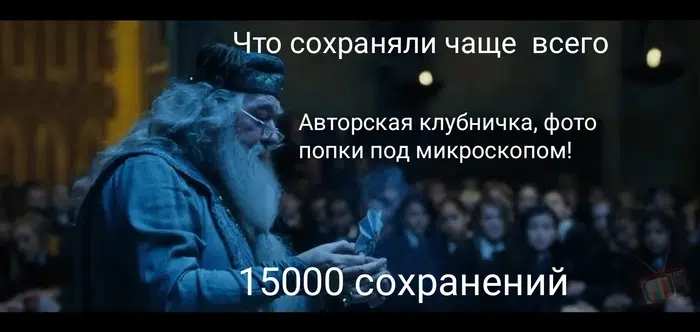 Что сохраняли чаще всего
Авторская клубничка, фото
попки под микроскопом!
15000 сохранений